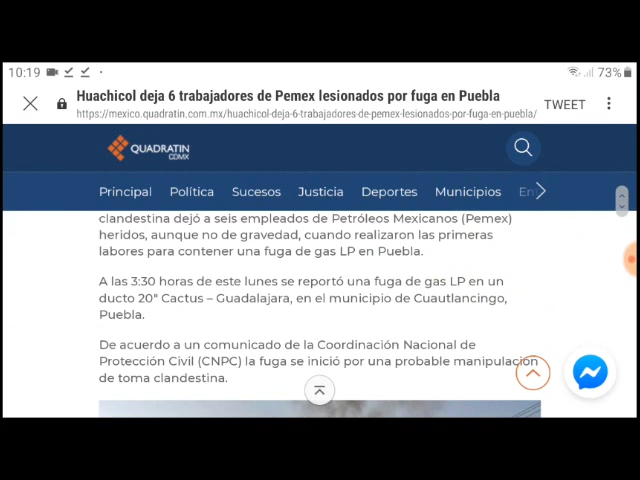 10:19
73%
Huachicol deja 6 trabajadores de Pemex lesionados por fuga en Puebla
https://mexico.quadratin.com.mx/huachicol-deja-6-trabajadores-de-pemex-lesionados-por-fuga-en-puebla/
TWEET
QUADRATIN
CDMX
Principal Política Sucesos Justicia Deportes Municipios
clandestina dejó a seis empleados de Petróleos Mexicanos (Pemex)
heridos, aunque no de gravedad, cuando realizaron las primeras
labores para contener una fuga de gas LP en Puebla.
A las 3:30 horas de este lunes se reportó una fuga de gas LP en un
ducto 20" Cactus – Guadalajara, en el municipio de Cuautlancingo,
Puebla.
De acuerdo a un comunicado de la Coordinación Nacional de
Protección Civil (CNPC) la fuga se inició por una probable manipulación
de toma clandestina.